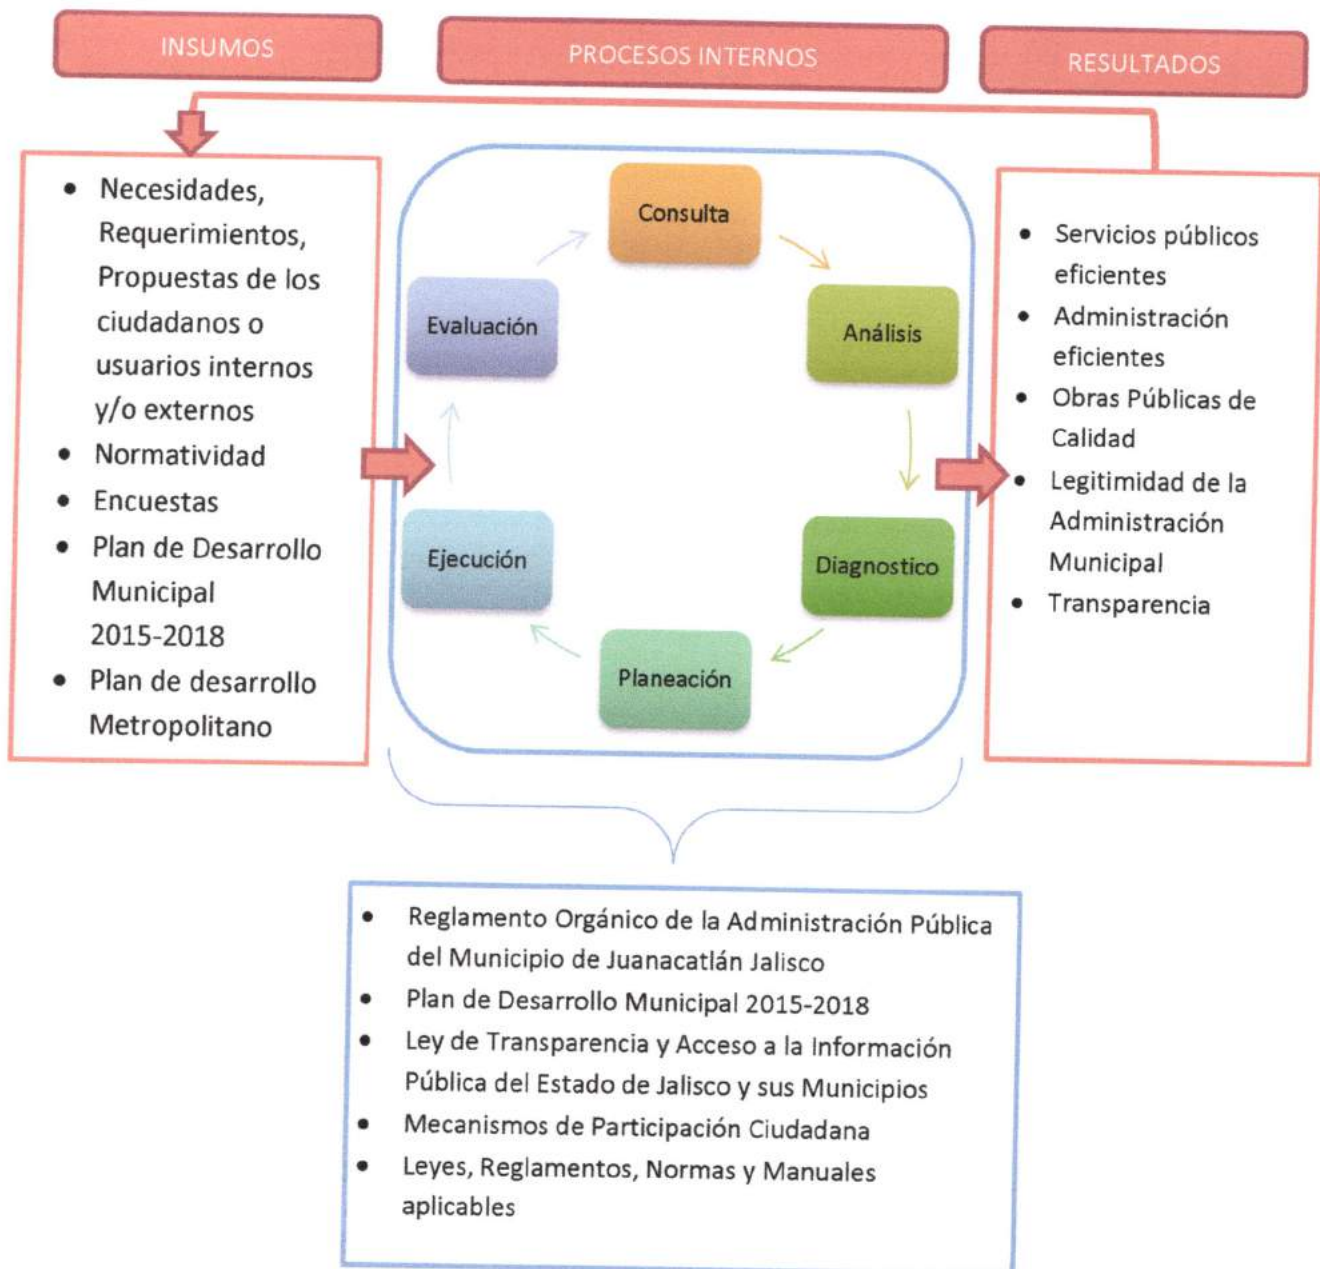 INSUMOS
PROCESOS INTERNOS
RESULTADOS
• Necesidades,
Requerimientos,
Propuestas de los
ciudadanos o
usuarios internos
y/o externos
• Normatividad
• Encuestas
• Plan de Desarrollo
Municipal
2015-2018
• Plan de desarrollo
Metropolitano
Consulta
Análisis
Diagnostico
Planeación
Ejecución
Evaluación
• Servicios públicos
eficientes
• Administración
eficientes
• Obras Públicas de
Calidad
• Legitimidad de la
Administración
Municipal
• Transparencia
• Reglamento Orgánico de la Administración Pública
del Municipio de Juanacatlán Jalisco
• Plan de Desarrollo Municipal 2015-2018
• Ley de Transparencia y Acceso a la Información
Pública del Estado de Jalisco y sus Municipios
• Mecanismos de Participación Ciudadana
• Leyes, Reglamentos, Normas y Manuales
aplicables